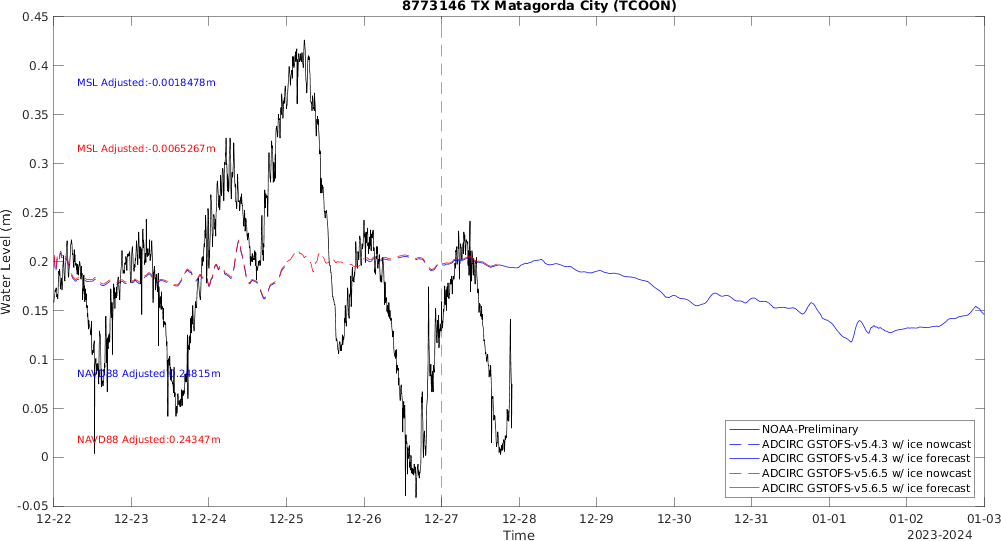 8773146 TX Matagorda City (TCOON)
0.45
0.4
0.35
0.3
0.25
0.2
0.15
0.1
0.05
0
-0.05
Water Level (m)
MSL Adjusted:-0.0018478m
MSL Adjusted:-0.0065267m
NAVD88 Adjusted:0.24815m
NAVD88 Adjusted:0.24347m
NOAA-Preliminary
ADCIRC GSTOFS-v5.4.3 w/ ice nowcast
ADCIRC GSTOFS-v5.4.3 w/ ice forecast
ADCIRC GSTOFS-v5.6.5 w/ ice nowcast
ADCIRC GSTOFS-v5.6.5 w/ ice forecast
12-22 12-23 12-24 12-25 12-26 12-27 12-28 12-29 12-30 12-31 01-01 01-02 01-03
Time
2023-2024